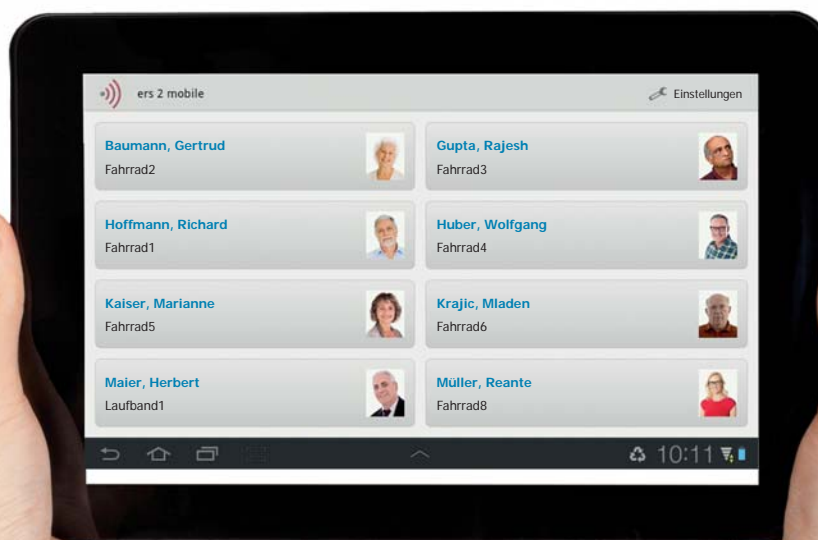 ers 2 mobile
Einstellungen
Baumann, Gertrud
Fahrrad2
Gupta, Rajesh
Fahrrad3
Hoffmann, Richard
Fahrrad1
Huber, Wolfgang
Fahrrad4
Kaiser, Marianne
Fahrrad5
Krajic, Mladen
Fahrrad6
Maier, Herbert
Laufband1
Müller, Reante
Fahrrad8
10:11